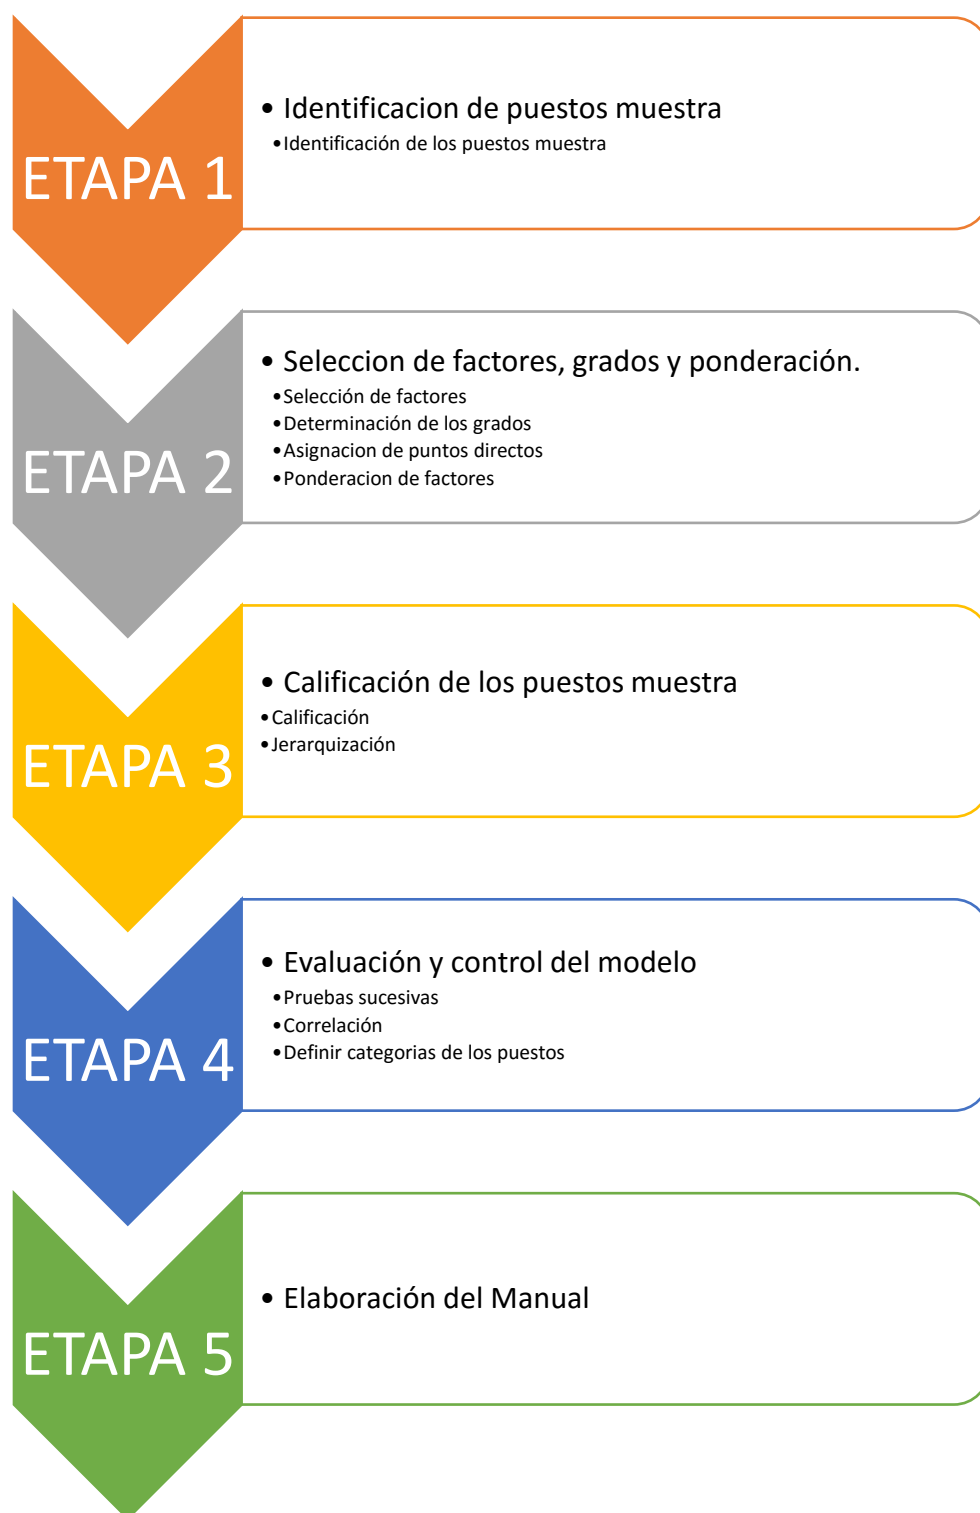 ETAPA 1
• Identificacion de puestos muestra
• Identificación de los puestos muestra
ETAPA 2
• Seleccion de factores, grados y ponderación.
• Selección de factores
• Determinación de los grados
• Asignacion de puntos directos
• Ponderacion de factores
ETAPA 3
• Calificación de los puestos muestra
• Calificación
• Jerarquización
ETAPA 4
• Evaluación y control del modelo
• Pruebas sucesivas
• Correlación
• Definir categorias de los puestos
ETAPA 5
• Elaboración del Manual